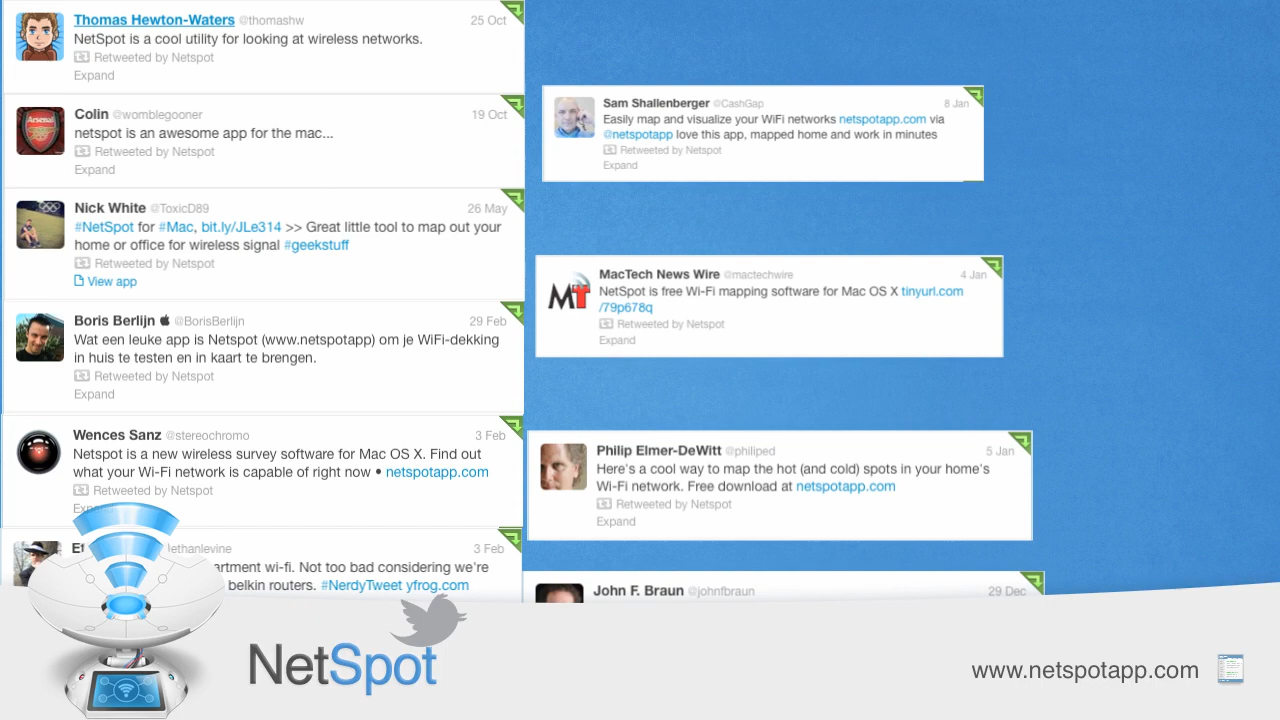 Thomas Hewton-Waters @thomashw 25 Oct
NetSpot is a cool utility for looking at wireless networks.
Retweeted by Netspot
Expand
Colin @womblegooner 19 Oct
netspot is an awesome app for the mac...
Retweeted by Netspot
Expand
Nick White @ToxicD89 26 May
#NetSpot for #Mac, bit.ly/JLe314 >> Great little tool to map out your
home or office for wireless signal #geekstuff
Retweeted by Netspot
View app
Boris Berlijn @BorisBerlijn 29 Feb
Wat een leuke app is Netspot (www.netspotapp) om je WiFi-dekking
in huis te testen en in kaart te brengen.
Retweeted by Netspot
Expand
Wences Sanz @stereochromo 3 Feb
Netspot is a new wireless survey software for Mac OS X. Find out
what your Wi-Fi network is capable of right now • netspotapp.com
Retweeted by Netspot
Expand
ethanlevine 3 Feb
wi-fi. Not too bad considering we're
belkin routers. #NerdyTweet yfrog.com
Sam Shallenberger @CashGap 8 Jan
Easily map and visualize your WiFi networks netspotapp.com via
@netspotapp love this app, mapped home and work in minutes
Retweeted by Netspot
Expand
MacTech News Wire @mactechwire 4 Jan
MT
NetSpot is free Wi-Fi mapping software for Mac OS X tinyurl.com
/79p678q
Retweeted by Netspot
Expand
Philip Elmer-DeWitt @philiped 5 Jan
Here's a cool way to map the hot (and cold) spots in your home's
Wi-Fi network. Free download at netspotapp.com
Retweeted by Netspot
Expand
John F. Braun @johnfbraun 29 Dec
NetSpot
www.netspotapp.com